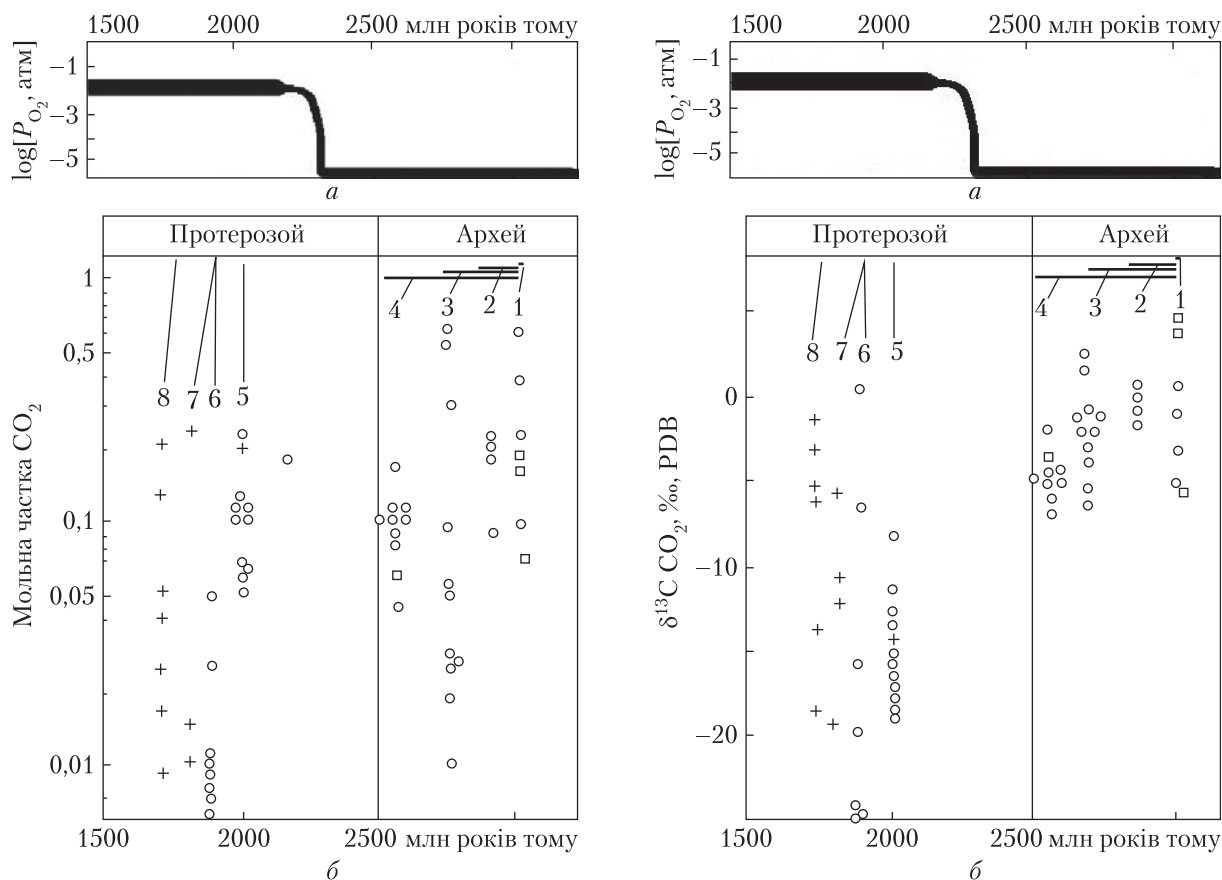 1500 2000 2500 млн років тому
log[P_O2, атм]
−1
−3
−5
а
Протерозой Архей
Мольна частка CO2
1
0,5
0,1
0,05
0,01
4 3 2 1
8 7 6 5
1500 2000 2500 млн років тому
б
1500 2000 2500 млн років тому
log[P_O2, атм]
−1
−3
−5
а
Протерозой Архей
δ13C CO2, ‰, PDB
0
−10
−20
4 3 2 1
8 7 6 5
1500 2000 2500 млн років тому
б